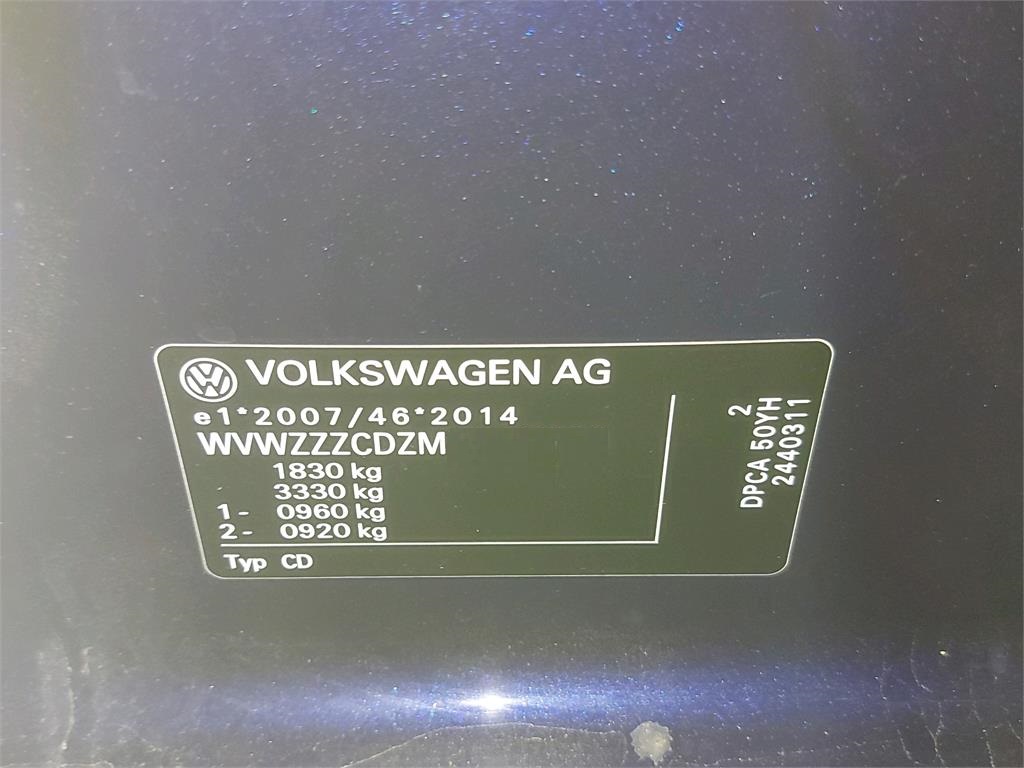 VOLKSWAGEN AG
e1*2007/46*2014
WVWZZZCDZM
1830 kg
3330 kg
1- 0960 kg
2- 0920 kg
Typ CD
2
DPCA 50YH
2440311